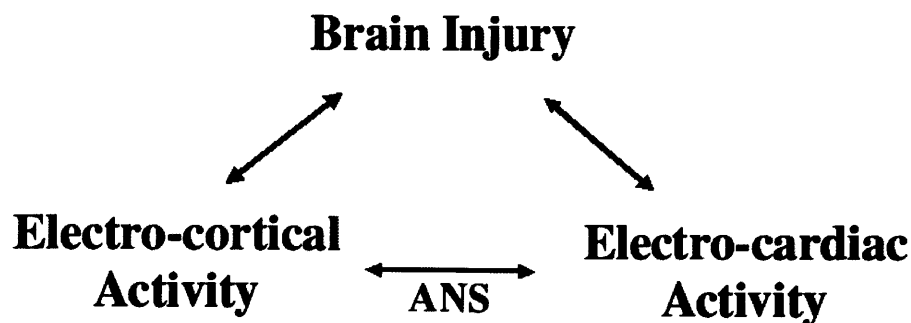 Brain Injury
Electro-cortical
Activity
ANS
Electro-cardiac
Activity